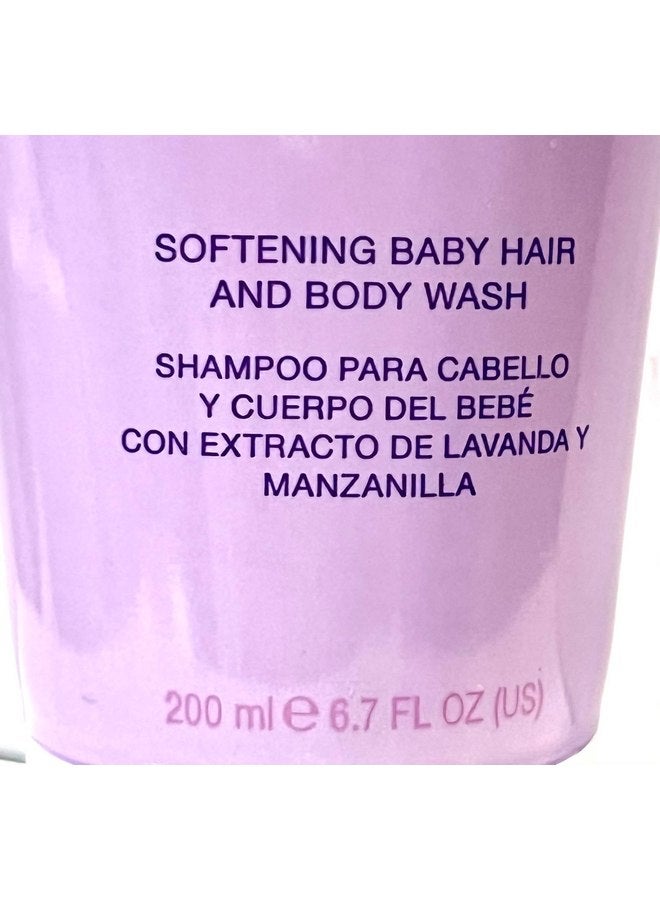 SOFTENING BABY HAIR
AND BODY WASH
SHAMPOO PARA CABELLO
Y CUERPO DEL BEBÉ
CON EXTRACTO DE LAVANDA Y
MANZANILLA
200 ml e 6.7 FL OZ (US)